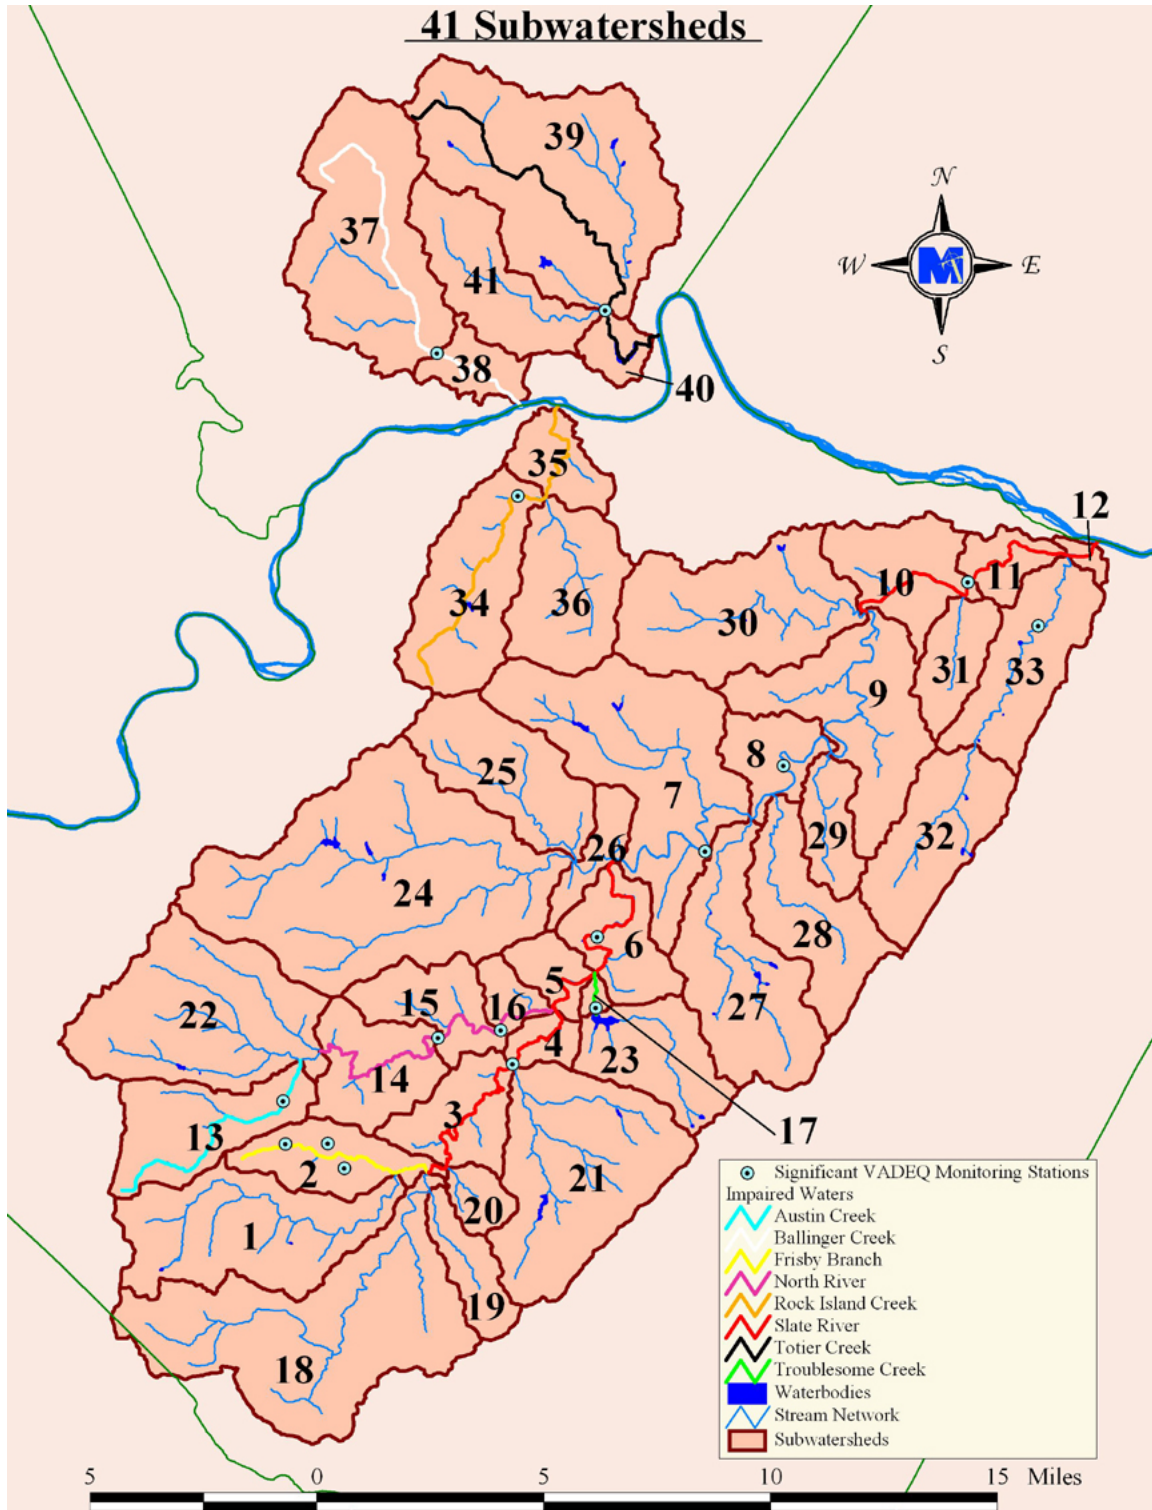 41 Subwatersheds
39
37
41
38
40
N
W
E
S
35
12
34
36
30
10
11
9
31
33
25
8
7
29
32
26
24
6
28
5
27
22
15
16
4
23
14
3
17
13
2
21
20
1
19
18
Significant VADEQ Monitoring Stations
Impaired Waters
Austin Creek
Ballinger Creek
Frisby Branch
North River
Rock Island Creek
Slate River
Totier Creek
Troublesome Creek
Waterbodies
Stream Network
Subwatersheds
5 0 5 10 15 Miles